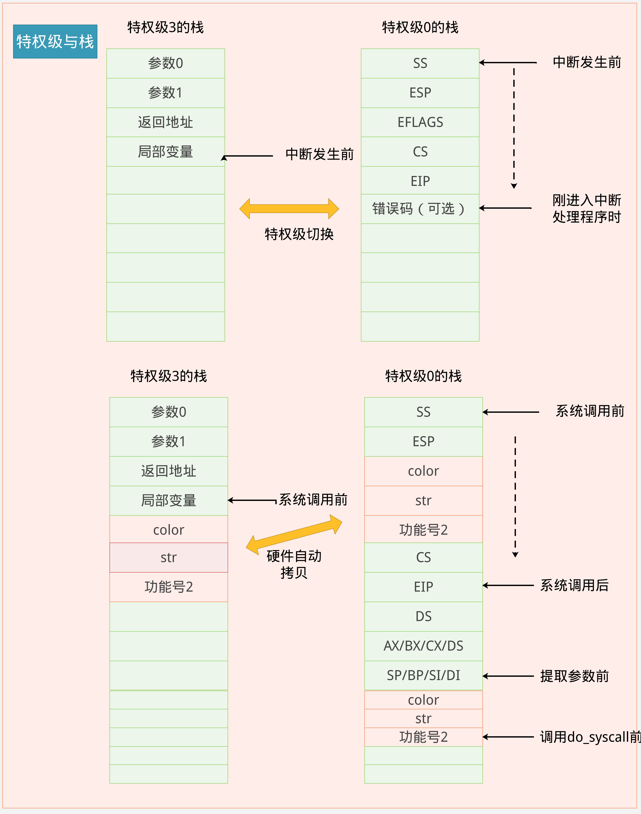 特权级与栈
特权级3的栈
特权级0的栈
参数0
参数1
返回地址
局部变量
中断发生前
SS
ESP
EFLAGS
CS
EIP
错误码（可选）
中断发生前
刚进入中断
处理程序时
特权级切换
特权级3的栈
特权级0的栈
参数0
参数1
返回地址
局部变量
color
str
功能号2
系统调用前
硬件自动
拷贝
SS
ESP
color
str
功能号2
CS
EIP
DS
AX/BX/CX/DS
SP/BP/SI/DI
color
str
功能号2
系统调用前
系统调用后
提取参数前
调用do_syscall前